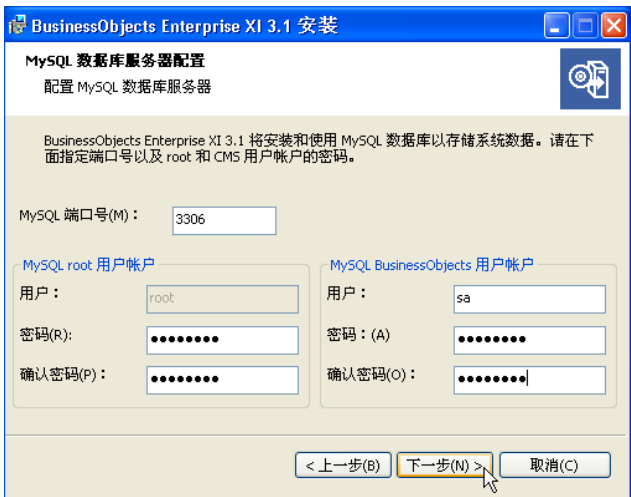 BusinessObjects Enterprise XI 3.1 安装
MySQL 数据库服务器配置
配置 MySQL 数据库服务器
BusinessObjects Enterprise XI 3.1 将安装和使用 MySQL 数据库以存储系统数据。请在下
面指定端口号以及 root 和 CMS 用户帐户的密码。
MySQL 端口号(M)：
3306
MySQL root 用户帐户
用户：
root
密码(R):
●●●●●●●●
确认密码(P)：
●●●●●●●●
MySQL BusinessObjects 用户帐户
用户：
sa
密码：(A)
●●●●●●●●
确认密码(O)：
●●●●●●●●
< 上一步(B)
下一步(N) >
取消(C)